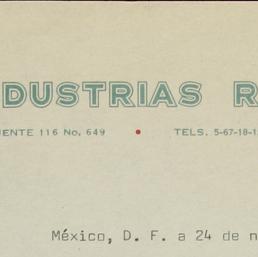 DUSTRIAS R
ENTE 116 No. 649 • TELS. 5-67-18-1
México, D. F. a 24 de n